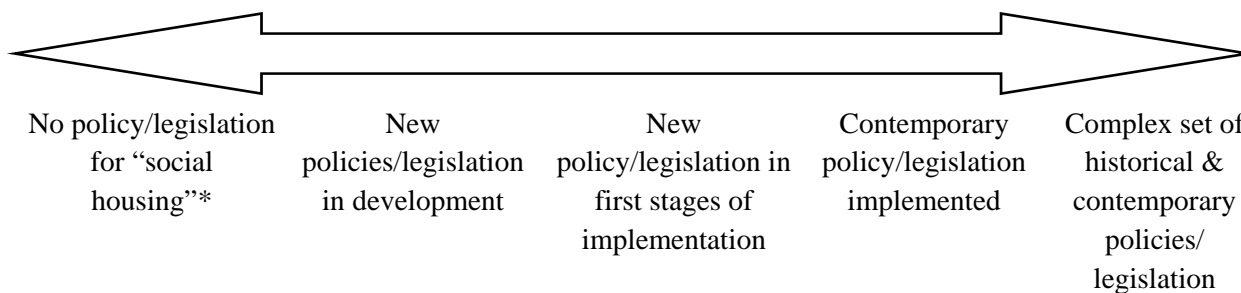 No policy/legislation
for “social
housing”*
New
policies/legislation
in development
New
policy/legislation in
first stages of
implementation
Contemporary
policy/legislation
implemented
Complex set of
historical &
contemporary
policies/
legislation